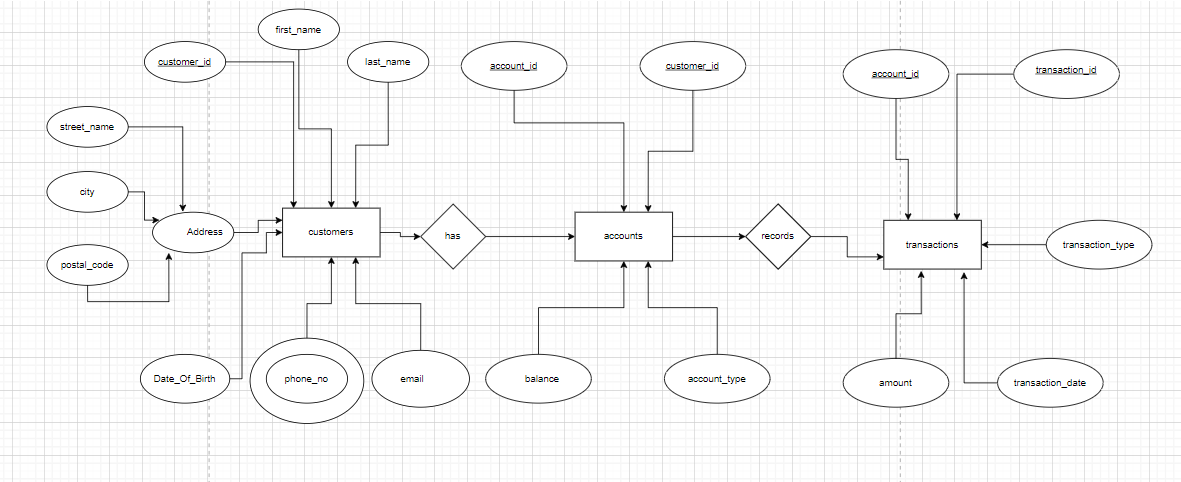 first_name
customer_id
last_name
account_id
customer_id
account_id
transaction_id
street_name
city
Address
customers
has
accounts
records
transactions
transaction_type
postal_code
Date_Of_Birth
phone_no
email
balance
account_type
amount
transaction_date